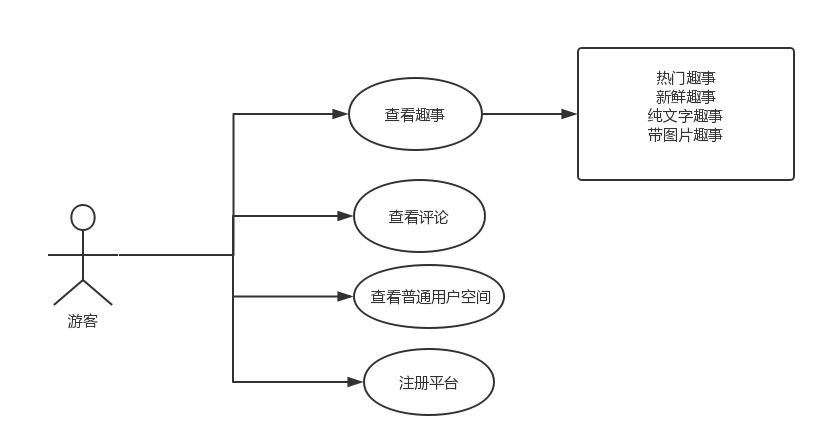 热门趣事
新鲜趣事
纯文字趣事
带图片趣事
查看趣事
查看评论
查看普通用户空间
游客
注册平台